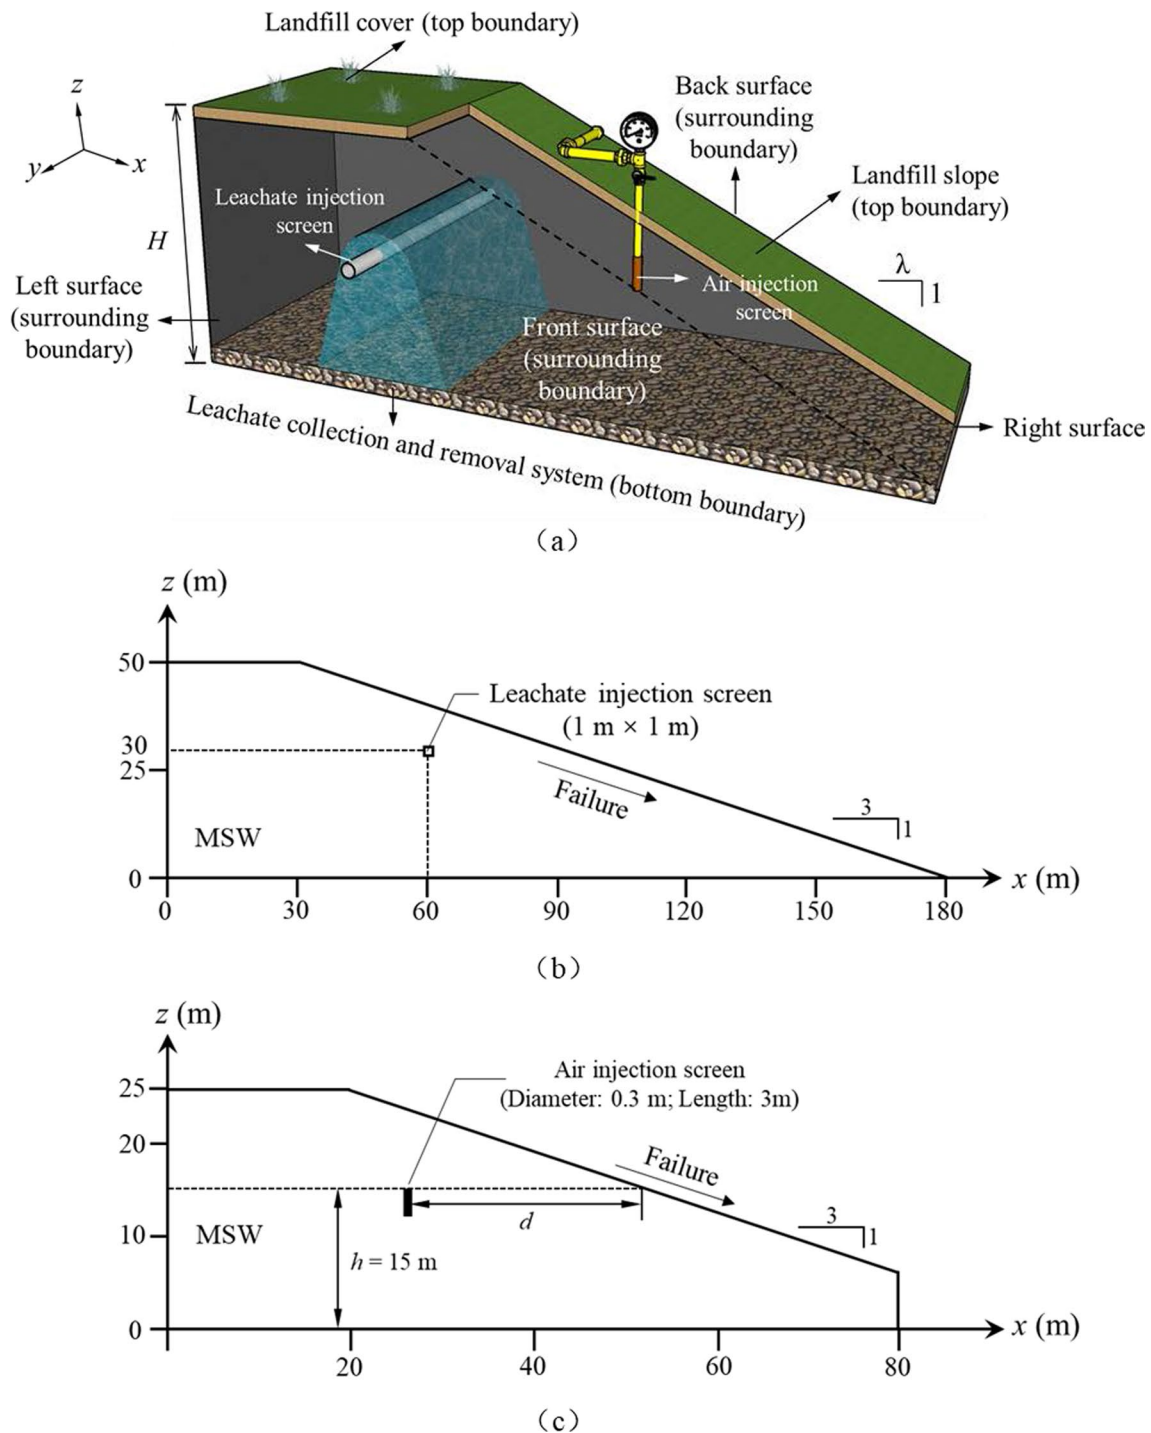 Landfill cover (top boundary)
z
y
x
H
Back surface
(surrounding
boundary)
Landfill slope
(top boundary)
λ
1
Leachate injection
screen
Air injection
screen
Left surface
(surrounding
boundary)
Front surface
(surrounding
boundary)
Right surface
Leachate collection and removal system (bottom boundary)
(a)
z (m)
50
Leachate injection screen
(1 m × 1 m)
30
25
Failure
3
1
MSW
0
x (m)
0 30 60 90 120 150 180
(b)
z (m)
25
Air injection screen
(Diameter: 0.3 m; Length: 3m)
20
Failure
d
3
1
10
MSW
h = 15 m
0
x (m)
20 40 60 80
(c)